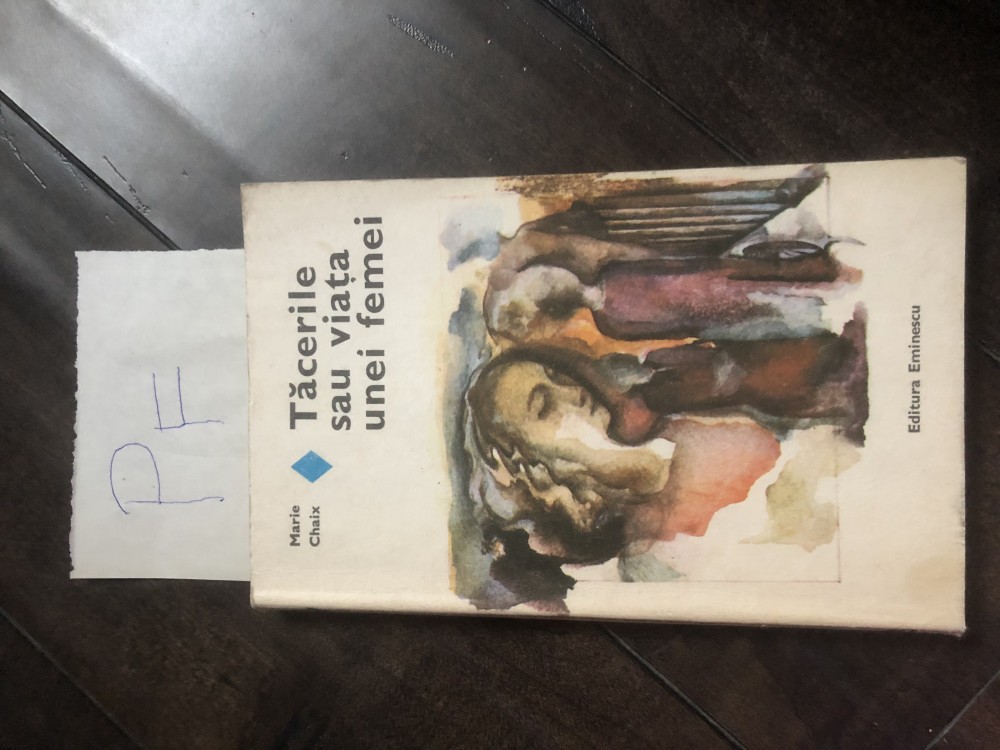 PF
Marie
Chaix
Tăcerile
sau viața
unei femei
Editura Eminescu